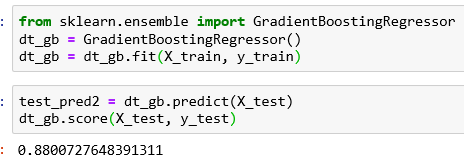 from sklearn.ensemble import GradientBoostingRegressor
dt_gb = GradientBoostingRegressor()
dt_gb = dt_gb.fit(X_train, y_train)
test_pred2 = dt_gb.predict(X_test)
dt_gb.score(X_test, y_test)
0.8800727648391311